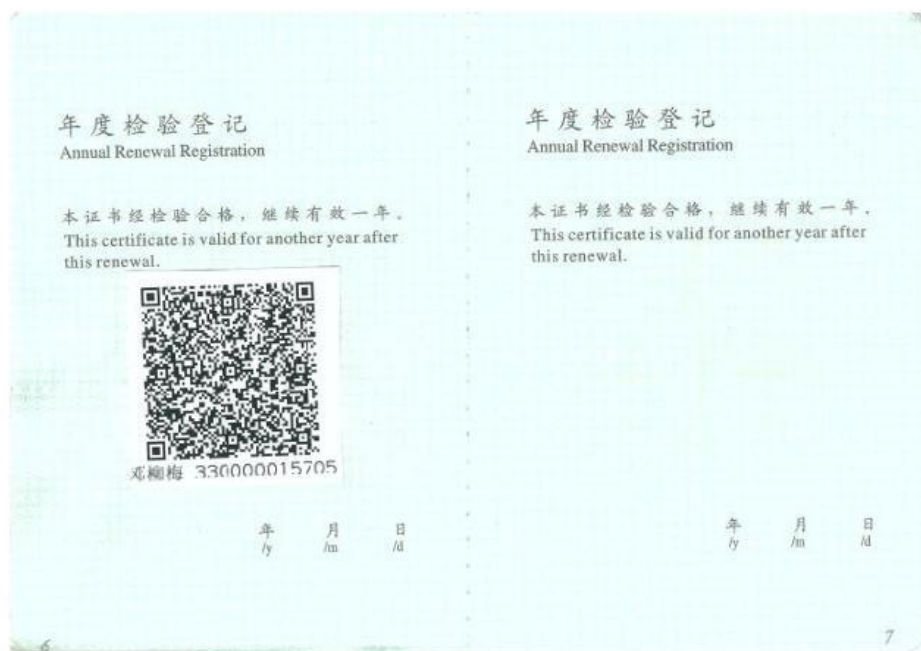 年度检验登记
Annual Renewal Registration
本证书经检验合格，继续有效一年。
This certificate is valid for another year after
this renewal.
邓柳梅 330000015705
年 月 日
/y /m /d
6
年度检验登记
Annual Renewal Registration
本证书经检验合格，继续有效一年。
This certificate is valid for another year after
this renewal.
年 月 日
/y /m /d
7